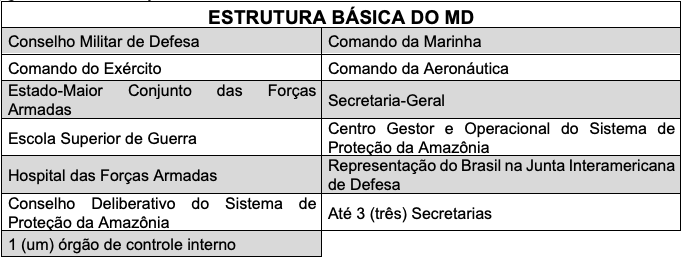 ESTRUTURA BÁSICA DO MD
Conselho Militar de Defesa
Comando da Marinha
Comando do Exército
Comando da Aeronáutica
Estado-Maior Conjunto das Forças
Armadas
Secretaria-Geral
Escola Superior de Guerra
Centro Gestor e Operacional do Sistema de
Proteção da Amazônia
Hospital das Forças Armadas
Representação do Brasil na Junta Interamericana
de Defesa
Conselho Deliberativo do Sistema de
Proteção da Amazônia
Até 3 (três) Secretarias
1 (um) órgão de controle interno